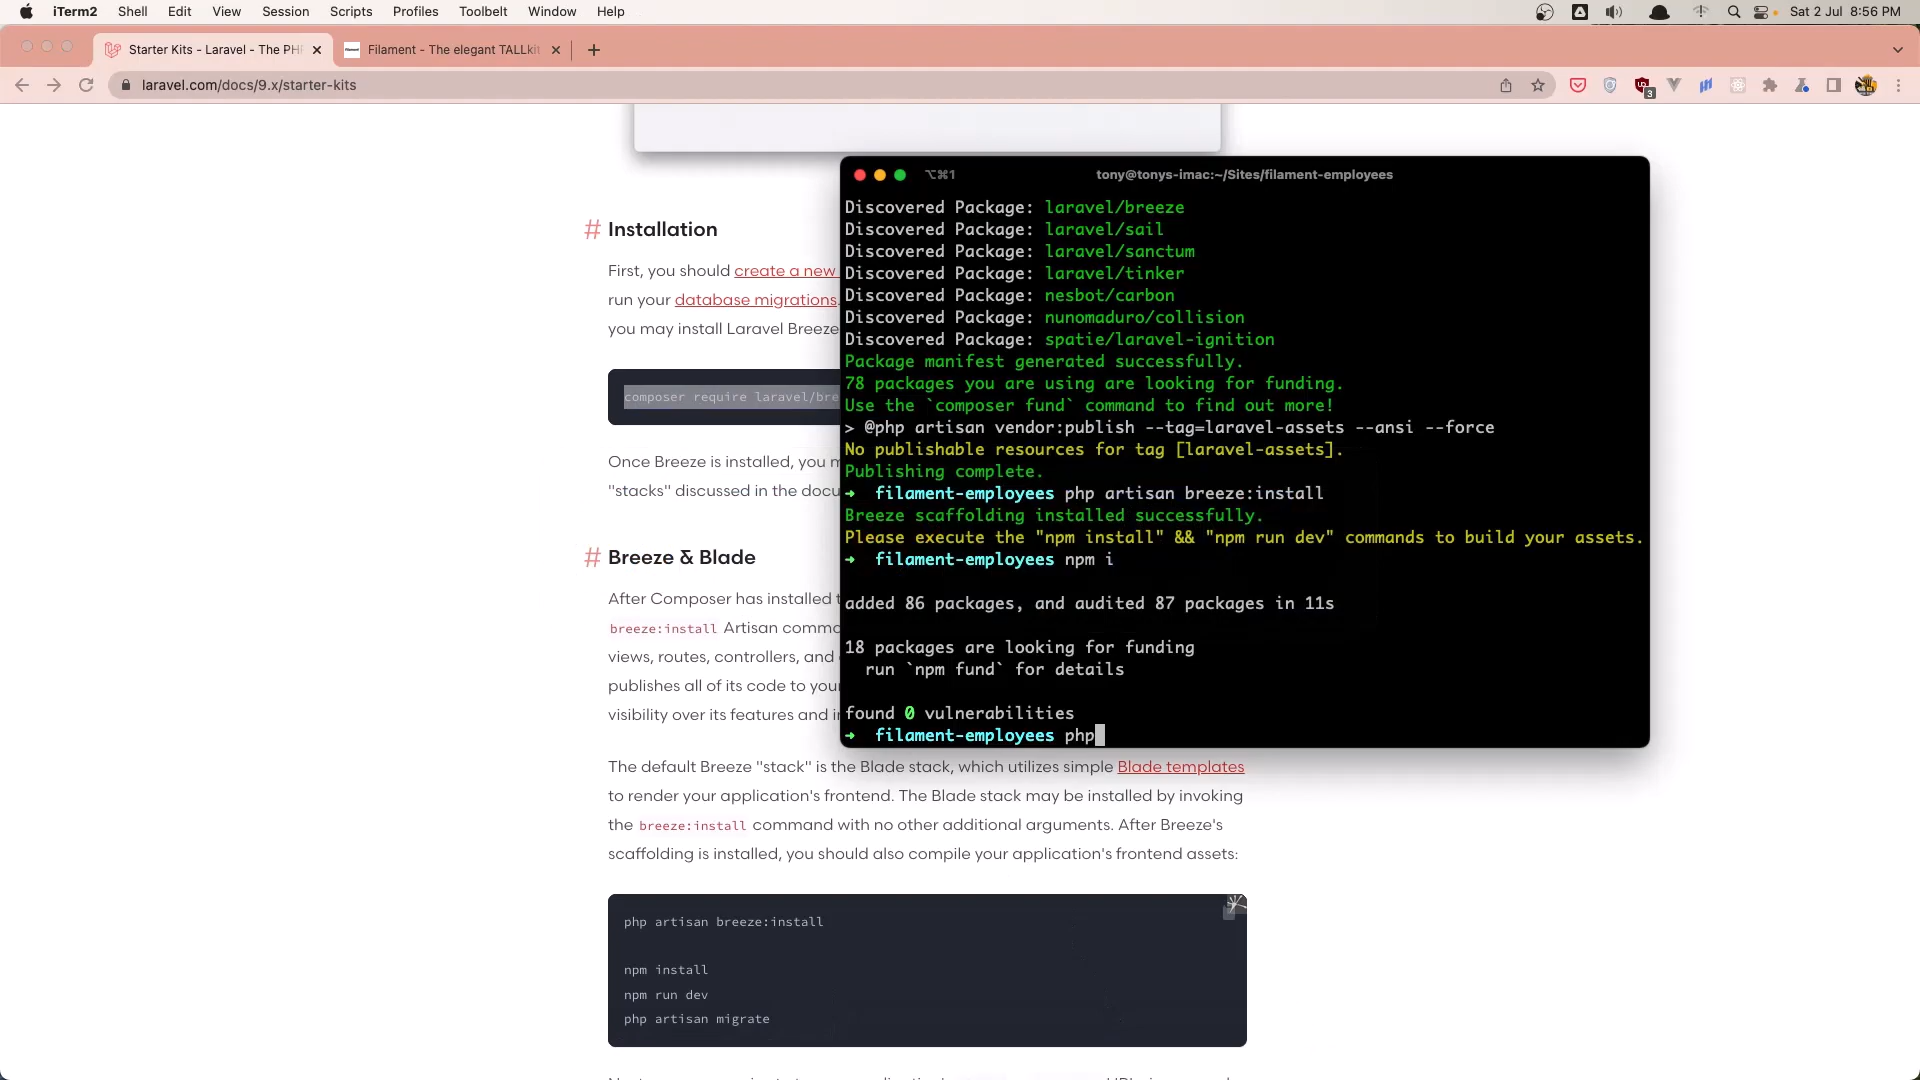 iTerm2 Shell Edit View Session Scripts Profiles Toolbelt Window Help Sat 2 Jul 8:56 PM
Starter Kits - Laravel - The PH Filament - The elegant TALLkit
laravel.com/docs/9.x/starter-kits
3
⌥⌘1 tony@tonys-imac:~/Sites/filament-employees
Discovered Package: laravel/breeze
Discovered Package: laravel/sail
Discovered Package: laravel/sanctum
Discovered Package: laravel/tinker
Discovered Package: nesbot/carbon
Discovered Package: nunomaduro/collision
Discovered Package: spatie/laravel-ignition
Package manifest generated successfully.
78 packages you are using are looking for funding.
Use the `composer fund` command to find out more!
> @php artisan vendor:publish --tag=laravel-assets --ansi --force
No publishable resources for tag [laravel-assets].
Publishing complete.
➜ filament-employees php artisan breeze:install
Breeze scaffolding installed successfully.
Please execute the "npm install" && "npm run dev" commands to build your assets.
➜ filament-employees npm i
added 86 packages, and audited 87 packages in 11s
18 packages are looking for funding
run `npm fund` for details
found 0 vulnerabilities
➜ filament-employees php
# Installation
First, you should create a new
run your database migrations.
you may install Laravel Breeze
composer require laravel/bre
Once Breeze is installed, you m
"stacks" discussed in the docu
# Breeze & Blade
After Composer has installed t
breeze:install Artisan comma
views, routes, controllers, and
publishes all of its code to your
visibility over its features and i
The default Breeze "stack" is the Blade stack, which utilizes simple Blade templates
to render your application's frontend. The Blade stack may be installed by invoking
the breeze:install command with no other additional arguments. After Breeze's
scaffolding is installed, you should also compile your application's frontend assets:
php artisan breeze:install
npm install
npm run dev
php artisan migrate